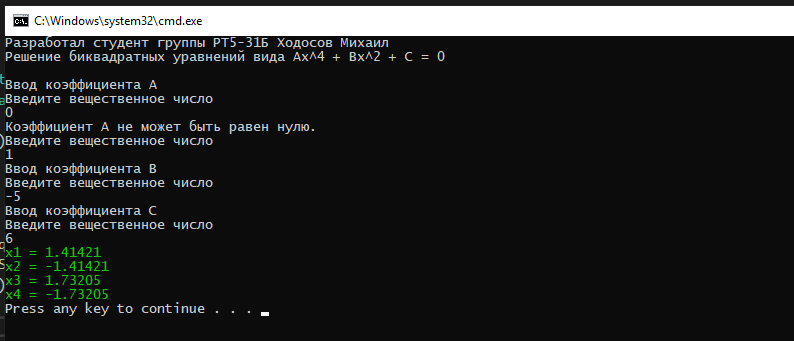 C:\Windows\system32\cmd.exe
Разработал студент группы РТ5-31Б Ходосов Михаил
Решение биквадратных уравнений вида Ax^4 + Bx^2 + C = 0
Ввод коэффициента A
Введите вещественное число
0
Коэффициент A не может быть равен нулю.
Введите вещественное число
1
Ввод коэффициента B
Введите вещественное число
-5
Ввод коэффициента C
Введите вещественное число
6
x1 = 1.41421
x2 = -1.41421
x3 = 1.73205
x4 = -1.73205
Press any key to continue . . .